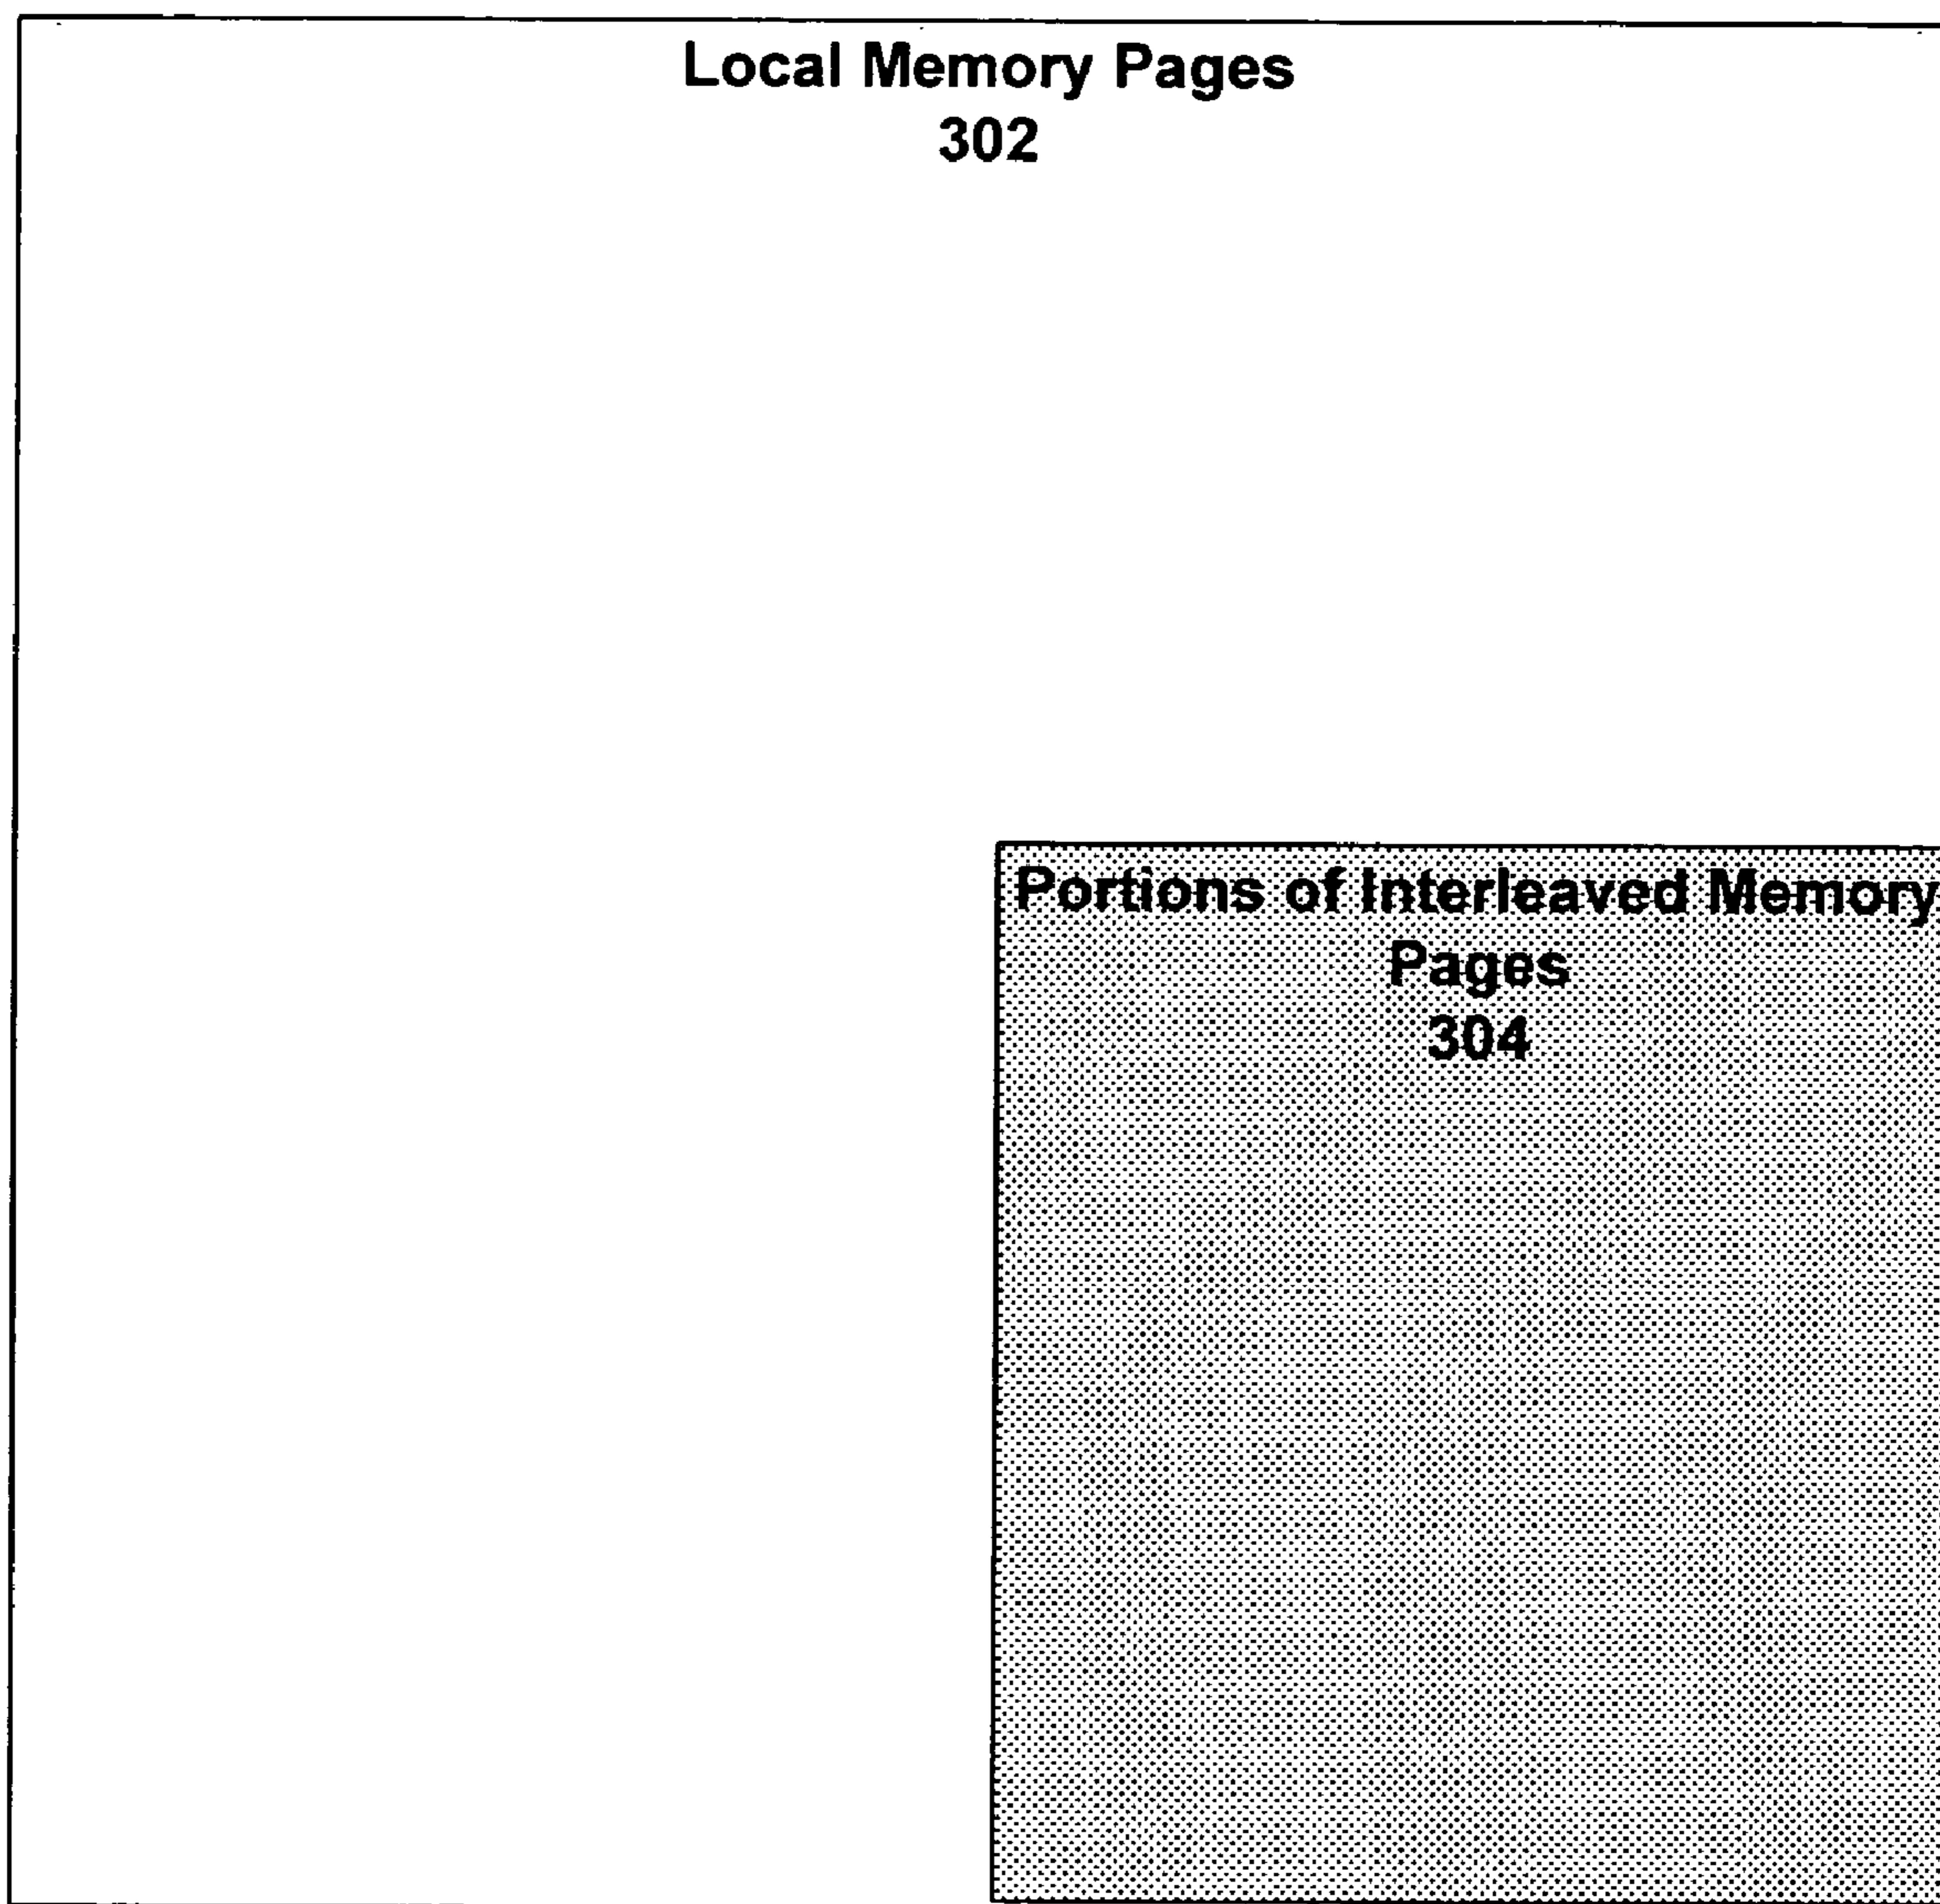 Local Memory Pages
302
Portions of Interleaved Memory
Pages
304